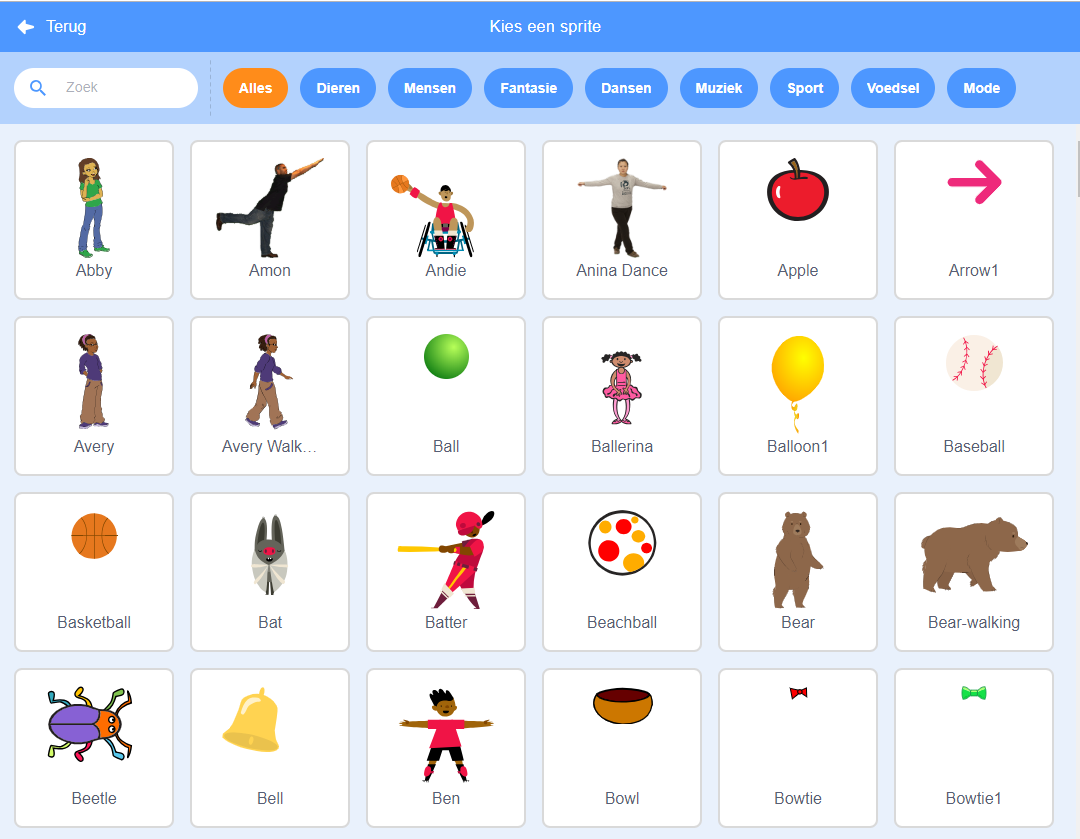 Terug
Kies een sprite
Zoek
Alles
Dieren
Mensen
Fantasie
Dansen
Muziek
Sport
Voedsel
Mode
Abby
Amon
Andie
Anina Dance
Apple
Arrow1
Avery
Avery Walk...
Ball
Ballerina
Balloon1
Baseball
Basketball
Bat
Batter
Beachball
Bear
Bear-walking
Beetle
Bell
Ben
Bowl
Bowtie
Bowtie1